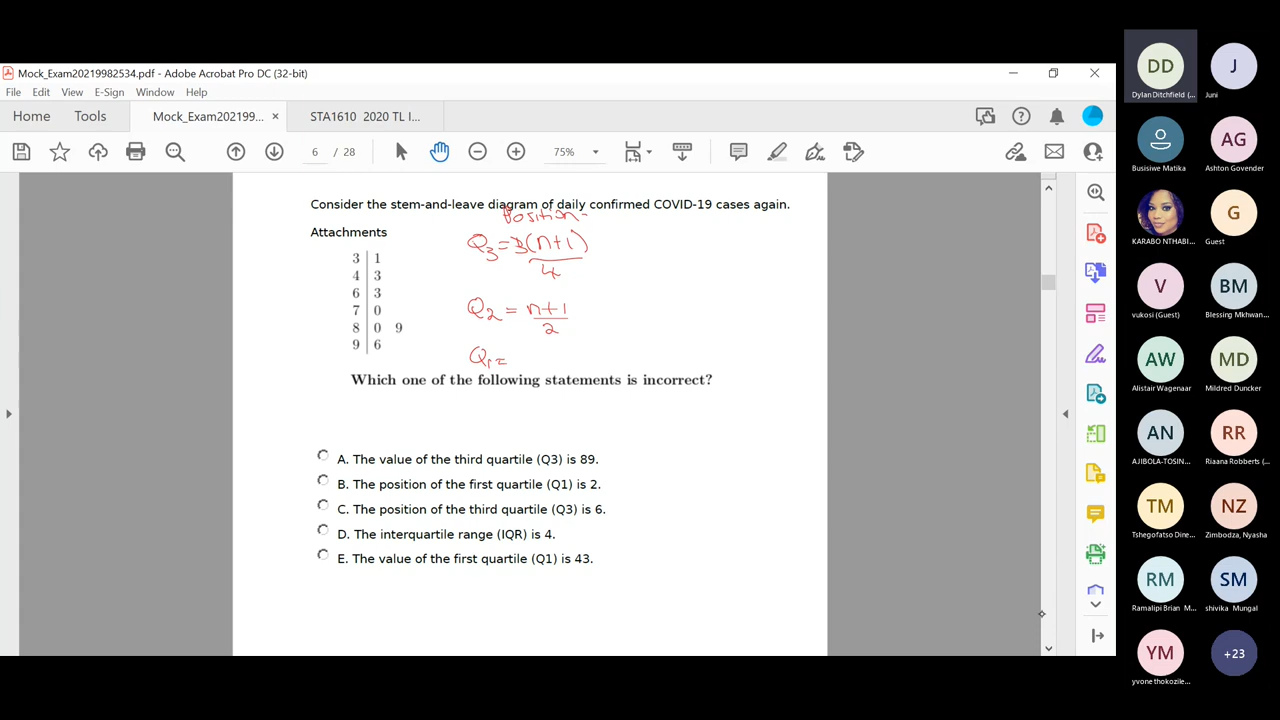 Mock_Exam20219982534.pdf - Adobe Acrobat Pro DC (32-bit)
File Edit View E-Sign Window Help
Home Tools Mock_Exam202199... × STA1610 2020 TL I...
6 / 28 75%
Consider the stem-and-leave diagram of daily confirmed COVID-19 cases again.
Position-
Attachments
Q3 = 3(n+1)
4
3 | 1
4 | 3
6 | 3
7 | 0
8 | 0 9
9 | 6
Q2 = n+1
2
Q1 =
Which one of the following statements is incorrect?
A. The value of the third quartile (Q3) is 89.
B. The position of the first quartile (Q1) is 2.
C. The position of the third quartile (Q3) is 6.
D. The interquartile range (IQR) is 4.
E. The value of the first quartile (Q1) is 43.
DD J
Dylan Ditchfield (... Juni
AG
Busisiwe Matika Ashton Govender
G
KARABO NTHABI... Guest
V BM
vukosi (Guest) Blessing Mkhwan...
AW MD
Alistair Wagenaar Mildred Duncker
AN RR
AJIBOLA-TOSIN... Riaana Robberts (...
TM NZ
Tshegofatso Dine... Zimbodza, Nyasha
RM SM
Ramalipi Brian M... shivika Mungal
YM +23
yvone thokozile...